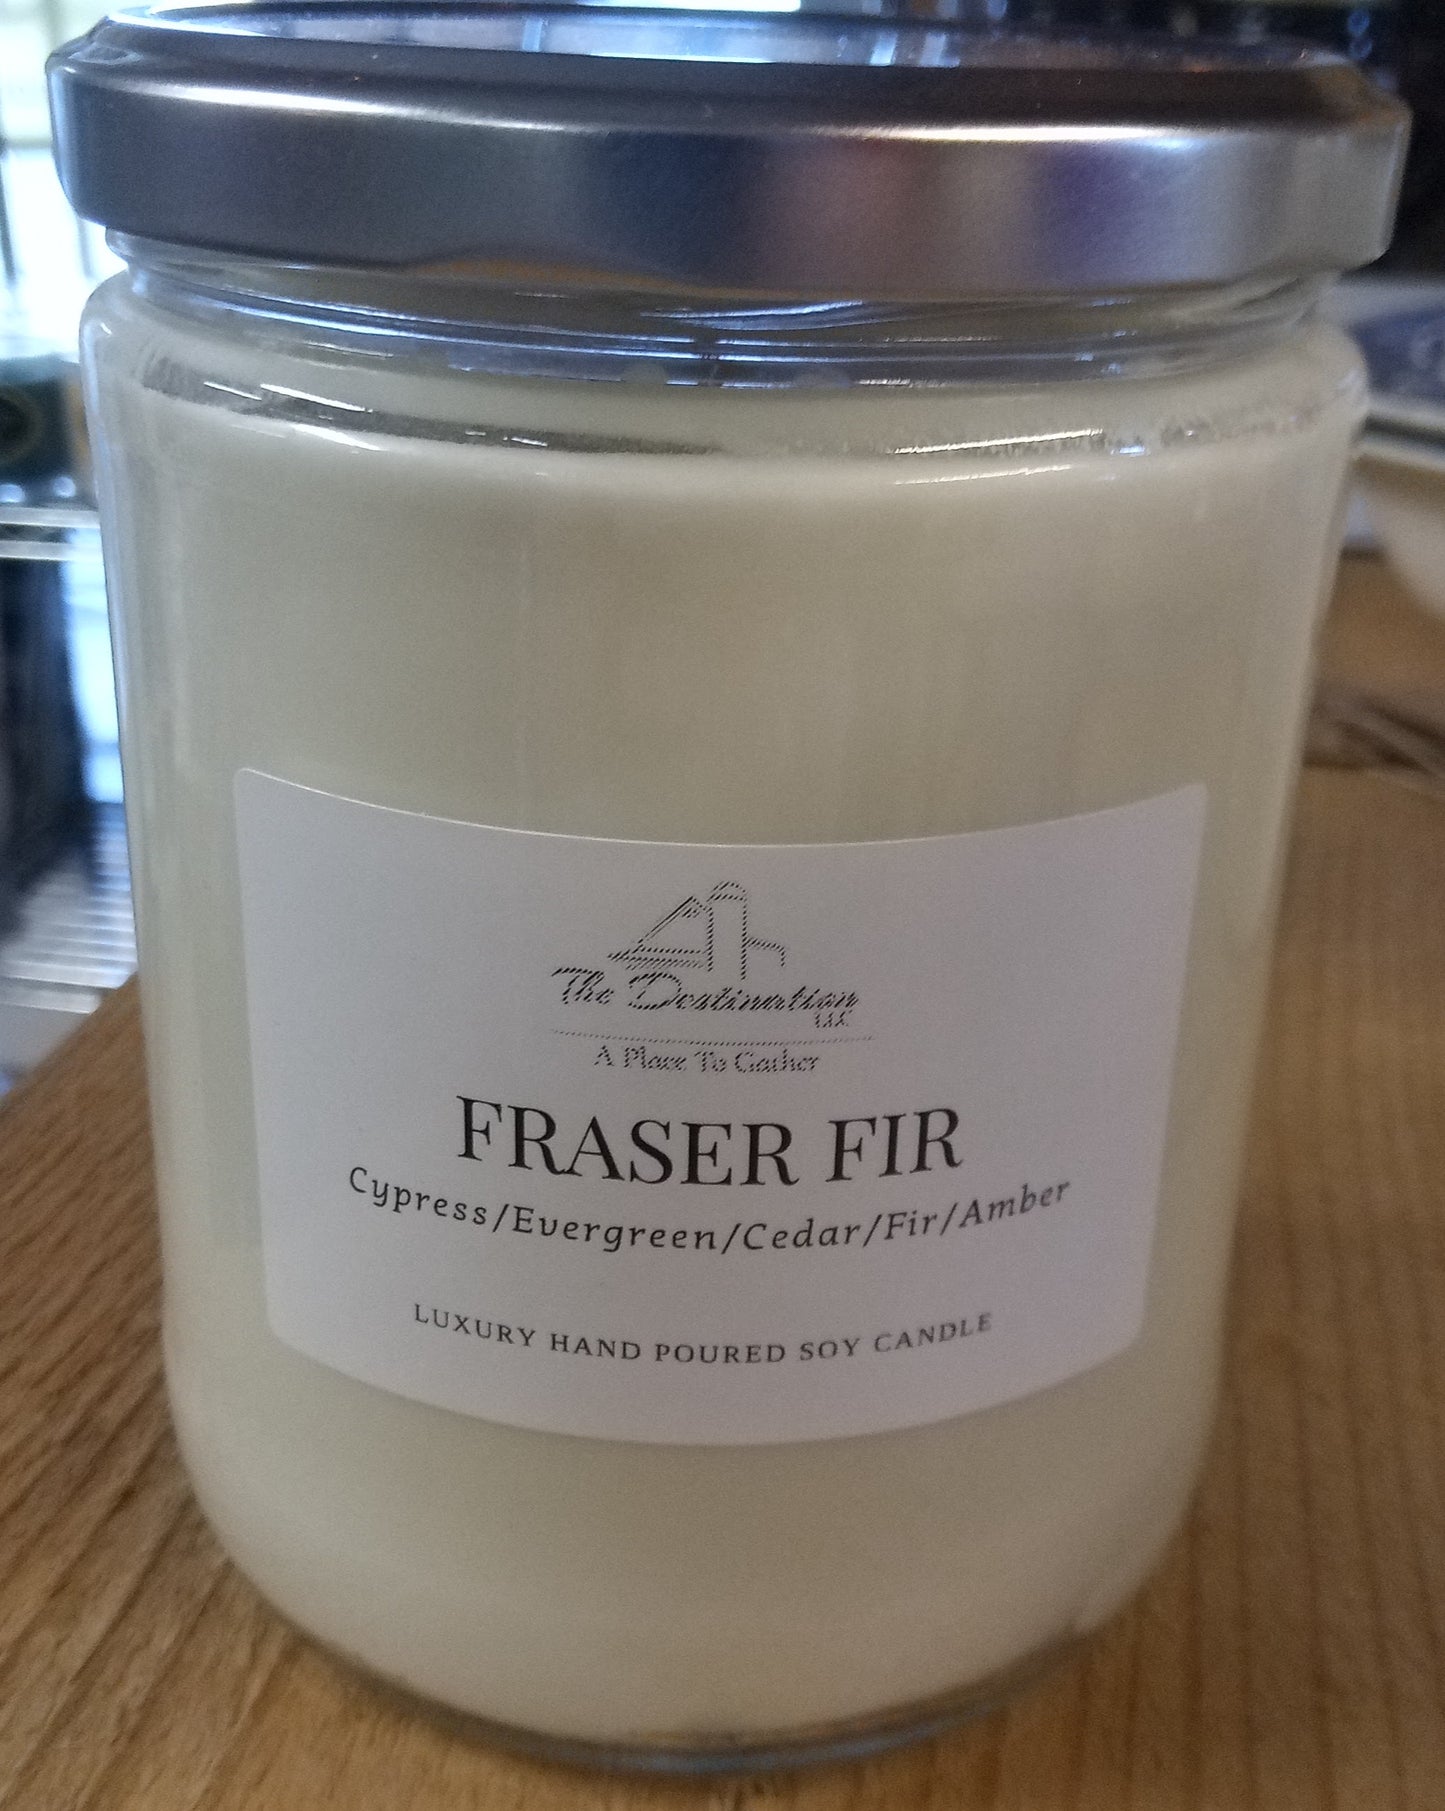 The Destination
LLC
A Place To Gather
FRASER FIR
Cypress/Evergreen/Cedar/Fir/Amber
LUXURY HAND POURED SOY CANDLE